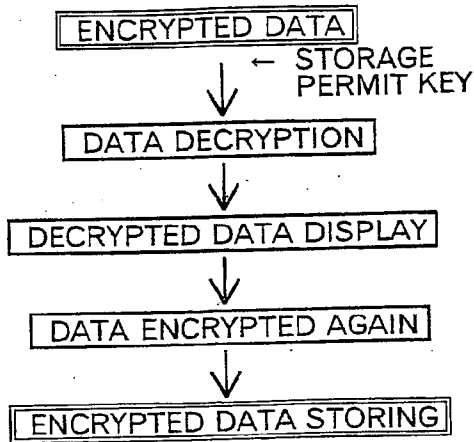 ENCRYPTED DATA
← STORAGE
PERMIT KEY
DATA DECRYPTION
DECRYPTED DATA DISPLAY
DATA ENCRYPTED AGAIN
ENCRYPTED DATA STORING